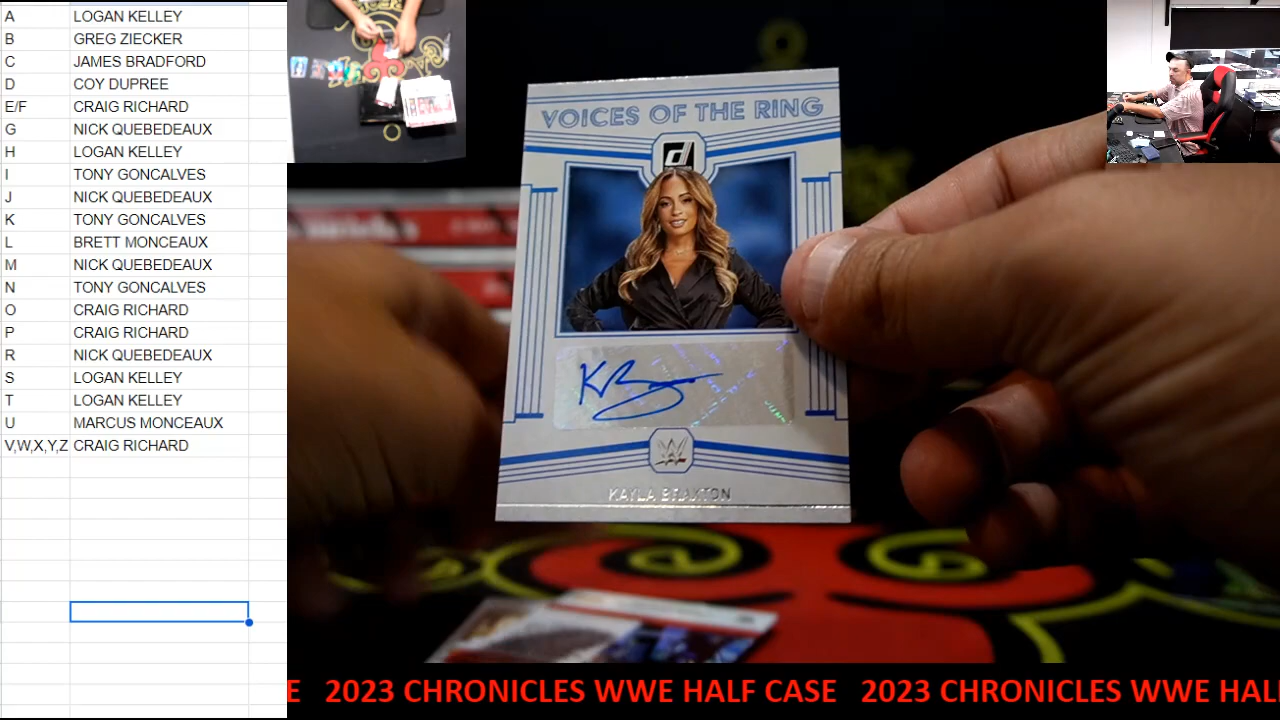 A LOGAN KELLEY
B GREG ZIECKER
C JAMES BRADFORD
D COY DUPREE
E/F CRAIG RICHARD
G NICK QUEBEDEAUX
H LOGAN KELLEY
I TONY GONCALVES
J NICK QUEBEDEAUX
K TONY GONCALVES
L BRETT MONCEAUX
M NICK QUEBEDEAUX
N TONY GONCALVES
O CRAIG RICHARD
P CRAIG RICHARD
R NICK QUEBEDEAUX
S LOGAN KELLEY
T LOGAN KELLEY
U MARCUS MONCEAUX
V,W,X,Y,Z CRAIG RICHARD
VOICES OF THE RING
d
KB
W
KAYLA BRAXTON
E 2023 CHRONICLES WWE HALF CASE 2023 CHRONICLES WWE HAL